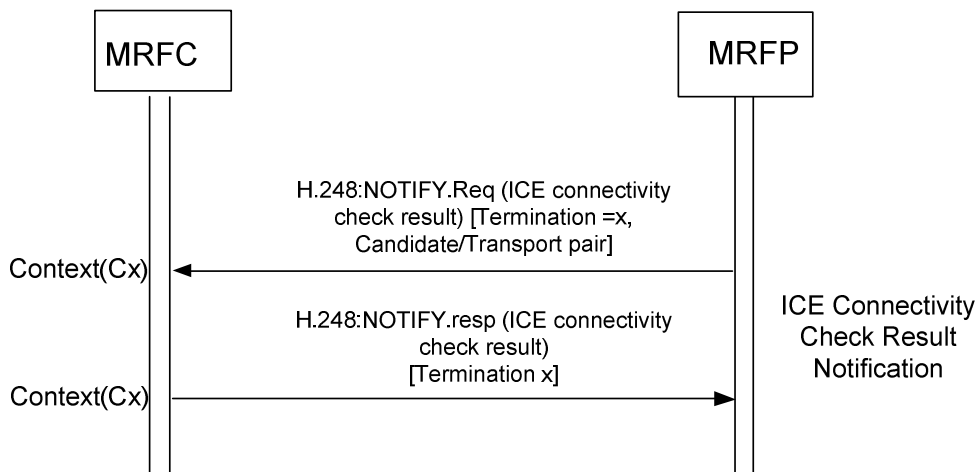 MRFC
MRFP
H.248:NOTIFY.Req (ICE connectivity
check result) [Termination =x,
Candidate/Transport pair]
Context(Cx)
H.248:NOTIFY.resp (ICE connectivity
check result)
[Termination x]
Context(Cx)
ICE Connectivity
Check Result
Notification